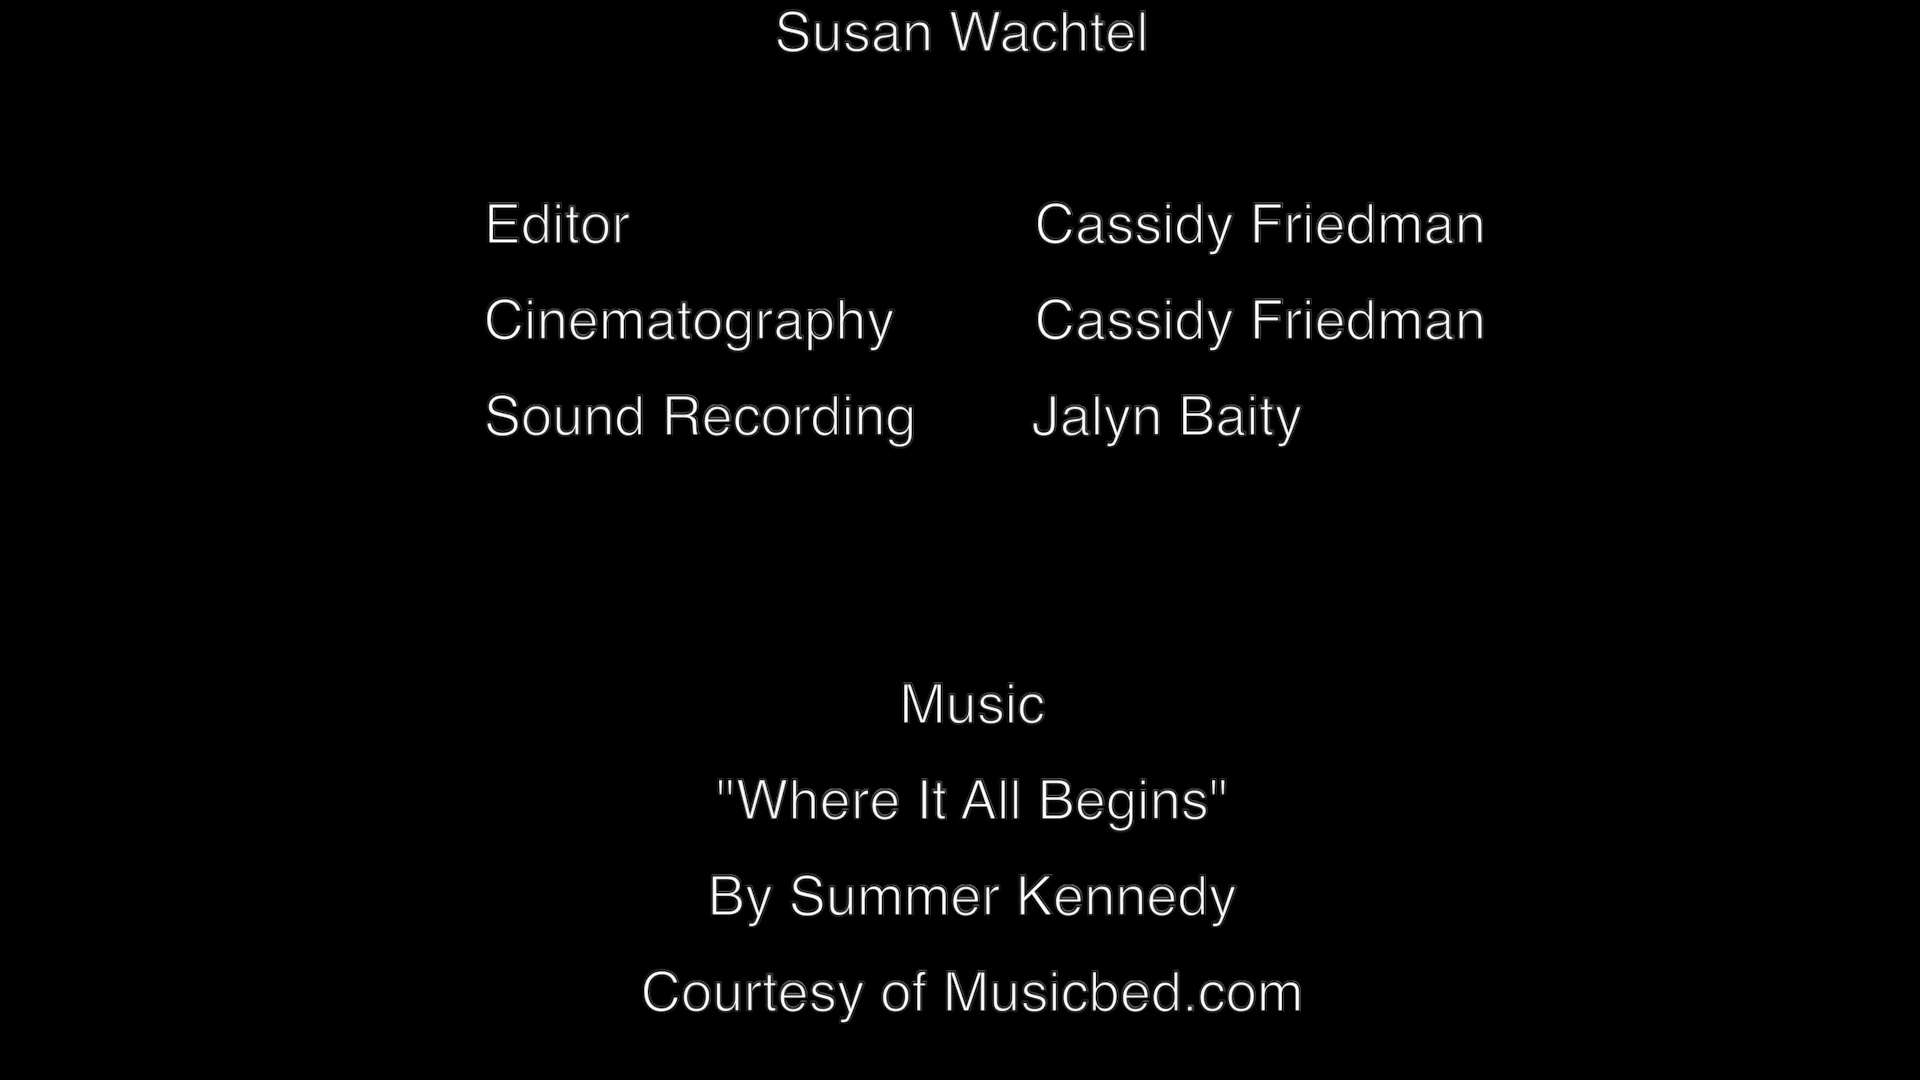 Susan Wachtel
Editor Cassidy Friedman
Cinematography Cassidy Friedman
Sound Recording Jalyn Baity
Music
"Where It All Begins"
By Summer Kennedy
Courtesy of Musicbed.com